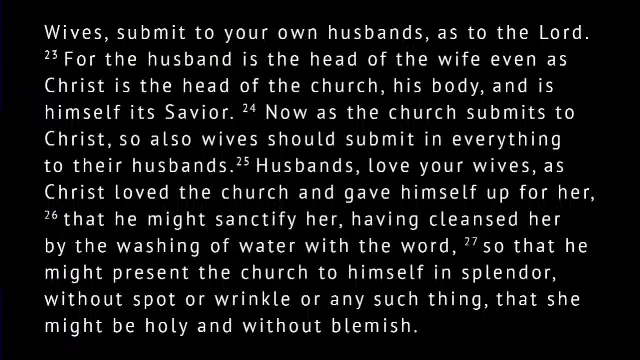 Wives, submit to your own husbands, as to the Lord.
23 For the husband is the head of the wife even as
Christ is the head of the church, his body, and is
himself its Savior. 24 Now as the church submits to
Christ, so also wives should submit in everything
to their husbands.25 Husbands, love your wives, as
Christ loved the church and gave himself up for her,
26 that he might sanctify her, having cleansed her
by the washing of water with the word, 27 so that he
might present the church to himself in splendor,
without spot or wrinkle or any such thing, that she
might be holy and without blemish.